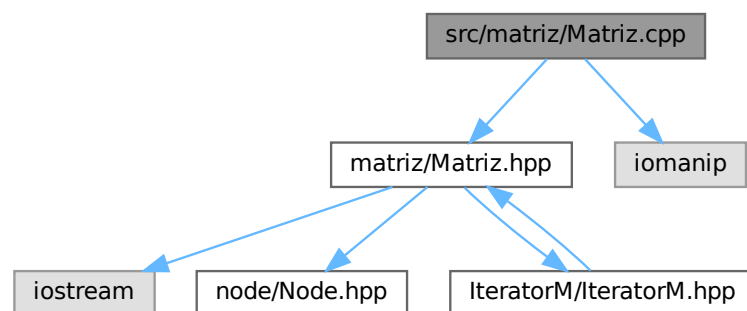 src/matriz/Matriz.cpp
matriz/Matriz.hpp
iomanip
iostream
node/Node.hpp
IteratorM/IteratorM.hpp